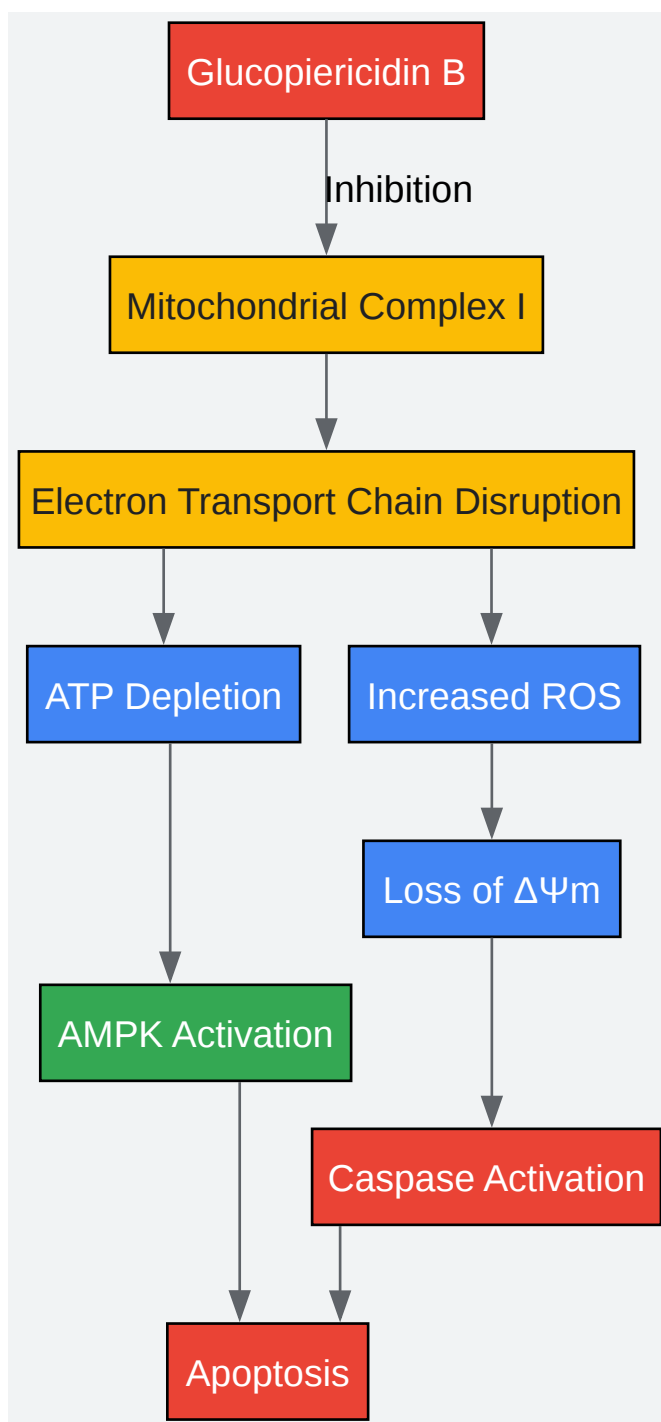 Glucopiericidin B
Inhibition
Mitochondrial Complex I
Electron Transport Chain Disruption
ATP Depletion
Increased ROS
Loss of ΔΨm
AMPK Activation
Caspase Activation
Apoptosis